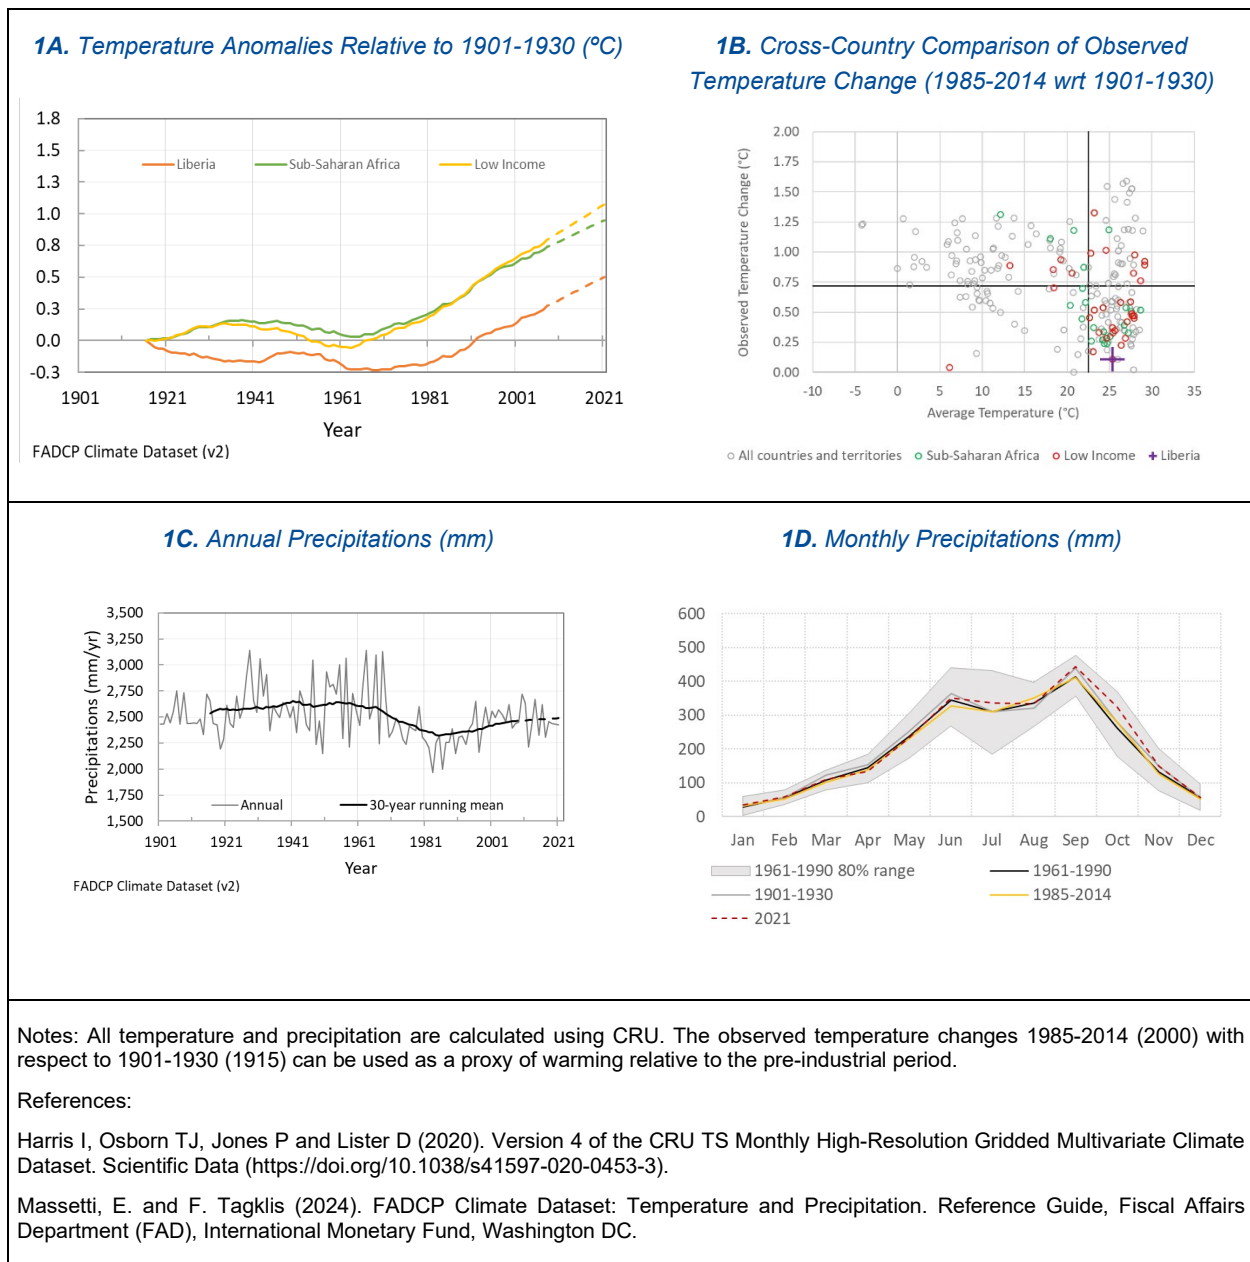 1A. Temperature Anomalies Relative to 1901-1930 (ºC)
1.8
1.5
1.3
1.0
0.8
0.5
0.3
0.0
-0.3
Liberia
Sub-Saharan Africa
Low Income
1901
1921
1941
1961
1981
2001
2021
Year
FADCP Climate Dataset (v2)
1B. Cross-Country Comparison of Observed
Temperature Change (1985-2014 wrt 1901-1930)
Observed Temperature Change (°C)
2.00
1.75
1.50
1.25
1.00
0.75
0.50
0.25
0.00
-10
-5
0
5
10
15
20
25
30
35
Average Temperature (°C)
All countries and territories
Sub-Saharan Africa
Low Income
Liberia
1C. Annual Precipitations (mm)
Precipitations (mm/yr)
3,500
3,250
3,000
2,750
2,500
2,250
2,000
1,750
1,500
Annual
30-year running mean
1901
1921
1941
1961
1981
2001
2021
Year
FADCP Climate Dataset (v2)
1D. Monthly Precipitations (mm)
600
500
400
300
200
100
0
Jan
Feb
Mar
Apr
May
Jun
Jul
Aug
Sep
Oct
Nov
Dec
1961-1990 80% range
1961-1990
1901-1930
1985-2014
2021
Notes: All temperature and precipitation are calculated using CRU. The observed temperature changes 1985-2014 (2000) with
respect to 1901-1930 (1915) can be used as a proxy of warming relative to the pre-industrial period.
References:
Harris I, Osborn TJ, Jones P and Lister D (2020). Version 4 of the CRU TS Monthly High-Resolution Gridded Multivariate Climate
Dataset. Scientific Data (https://doi.org/10.1038/s41597-020-0453-3).
Massetti, E. and F. Tagklis (2024). FADCP Climate Dataset: Temperature and Precipitation. Reference Guide, Fiscal Affairs
Department (FAD), International Monetary Fund, Washington DC.